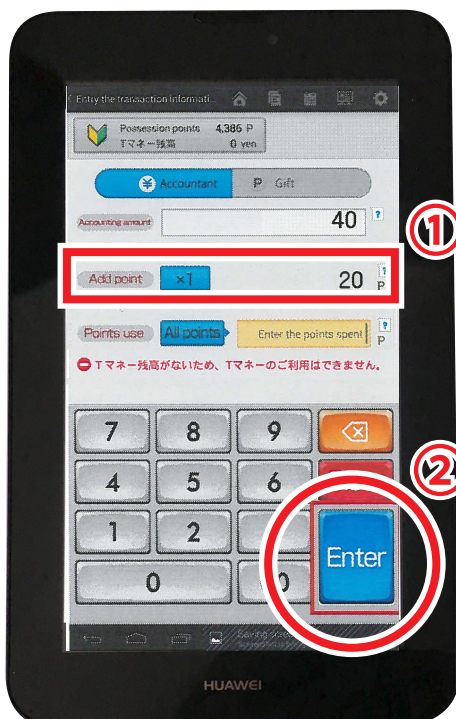 Entry the transaction informati...
Possession points 4,386 P
Tマネー残高 0 yen
¥ Accountant P Gift
Accounting amount 40 ?
①
Add point ×1 20 ? P
Points use All points Enter the points spent ? P
Tマネー残高がないため、Tマネーのご利用はできません。
7 8 9
②
4 5 6
1 2 Enter
0 0
Saving screen
HUAWEI